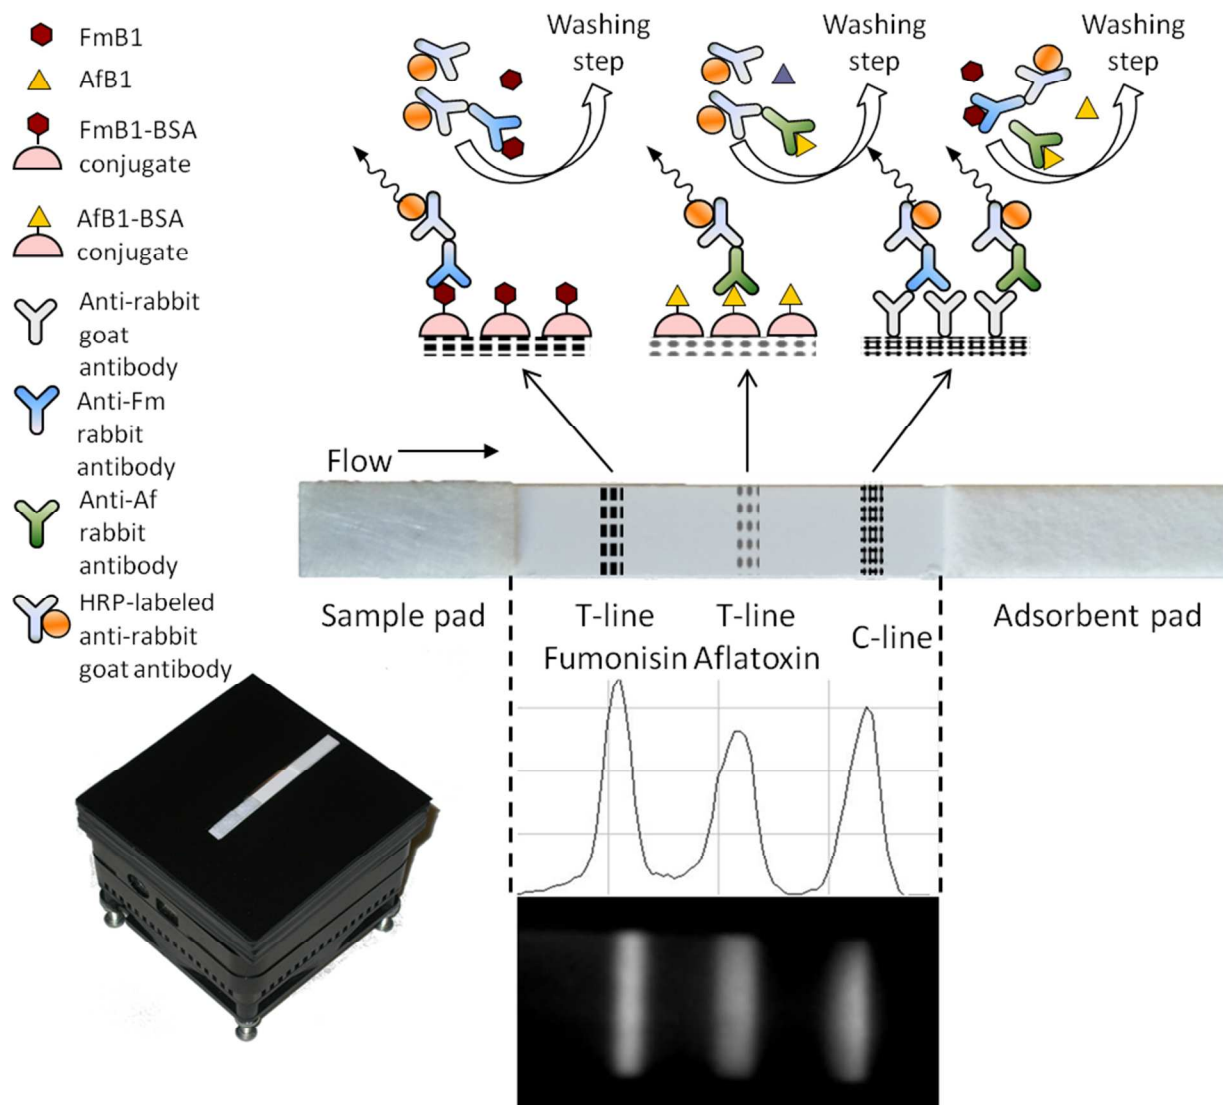 FmB1
AfB1
FmB1-BSA
conjugate
AfB1-BSA
conjugate
Anti-rabbit
goat
antibody
Anti-Fm
rabbit
antibody
Anti-Af
rabbit
antibody
HRP-labeled
anti-rabbit
goat antibody
Washing
step
Washing
step
Washing
step
Flow
Sample pad
T-line
Fumonisin
T-line
Aflatoxin
C-line
Adsorbent pad